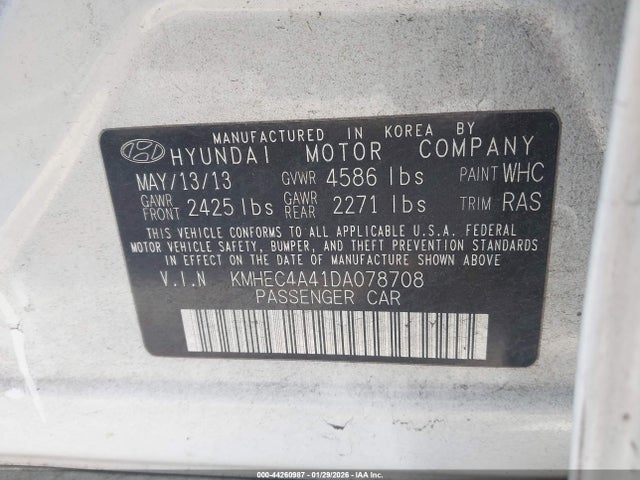 MANUFACTURED IN KOREA BY
HYUNDAI MOTOR COMPANY
MAY/13/13 GVWR 4586 lbs PAINT WHC
GAWR FRONT 2425 lbs GAWR REAR 2271 lbs TRIM RAS
THIS VEHICLE CONFORMS TO ALL APPLICABLE U.S.A. FEDERAL
MOTOR VEHICLE SAFETY, BUMPER, AND THEFT PREVENTION STANDARDS
IN EFFECT ON THE DATE OF MANUFACTURE SHOWN ABOVE.
V.I.N KMHEC4A41DA078708
PASSENGER CAR
000-44260987 - 01/29/2026 - IAA Inc.